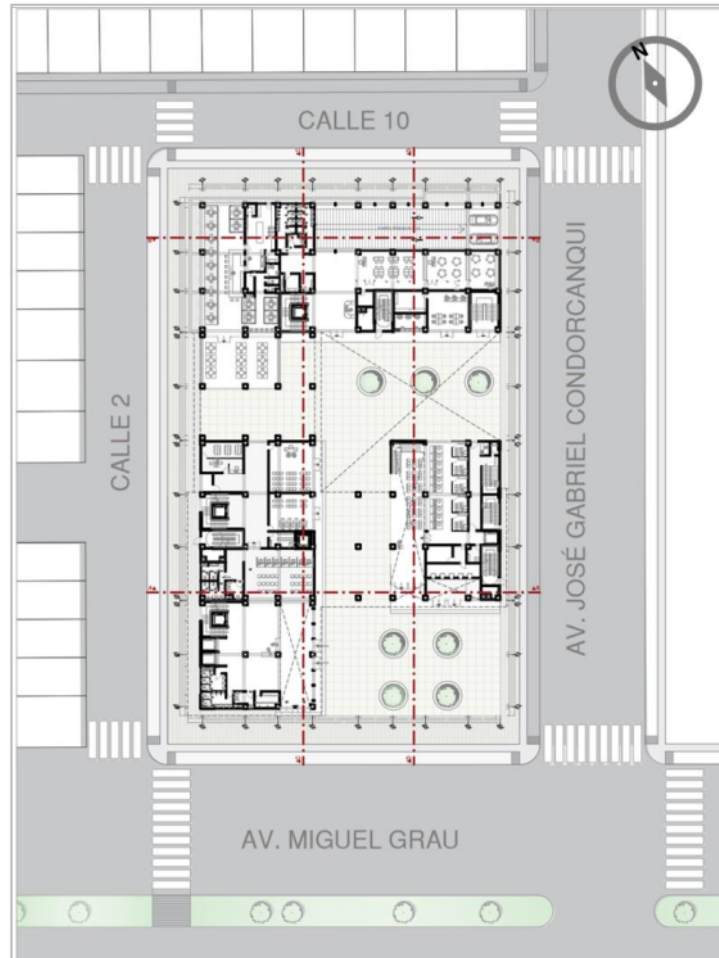 N
CALLE 10
CALLE 2
AV. JOSÉ GABRIEL CONDORCANQUI
AV. MIGUEL GRAU